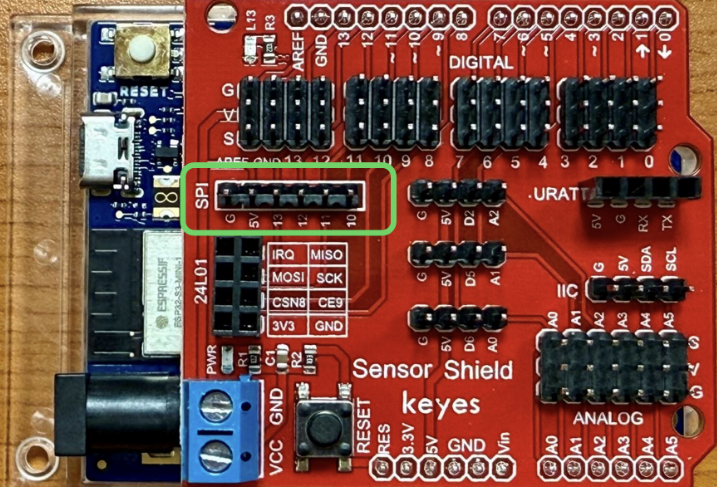 L13
R3
AREF
GND
13
12
~11
~10
~9
8
7
~6
~5
4
~3
2
1
0
DIGITAL
RESET
G
V
S
AREF GND 13 12 11 10 9 8 7 6 5 4 3 2 1 0
SPI
G 5V 13 12 11 10
G 5V D2 A2
URATT
5V G RX TX
24L01
IRQ MISO
MOSI SCK
CSN8 CE9
3V3 GND
G 5V D5 A1
IIC
G 5V SDA SCL
ESPRESSIF
ESP32-S3-MINI-1
G 5V D6 A0
A0 A1 A2 A3 A4 A5
S
V
G
PWR
R1
C1
R2
Sensor Shield
keyes
ANALOG
VCC GND
RESET
RES 3.3V 5V GND Vin
A0 A1 A2 A3 A4 A5